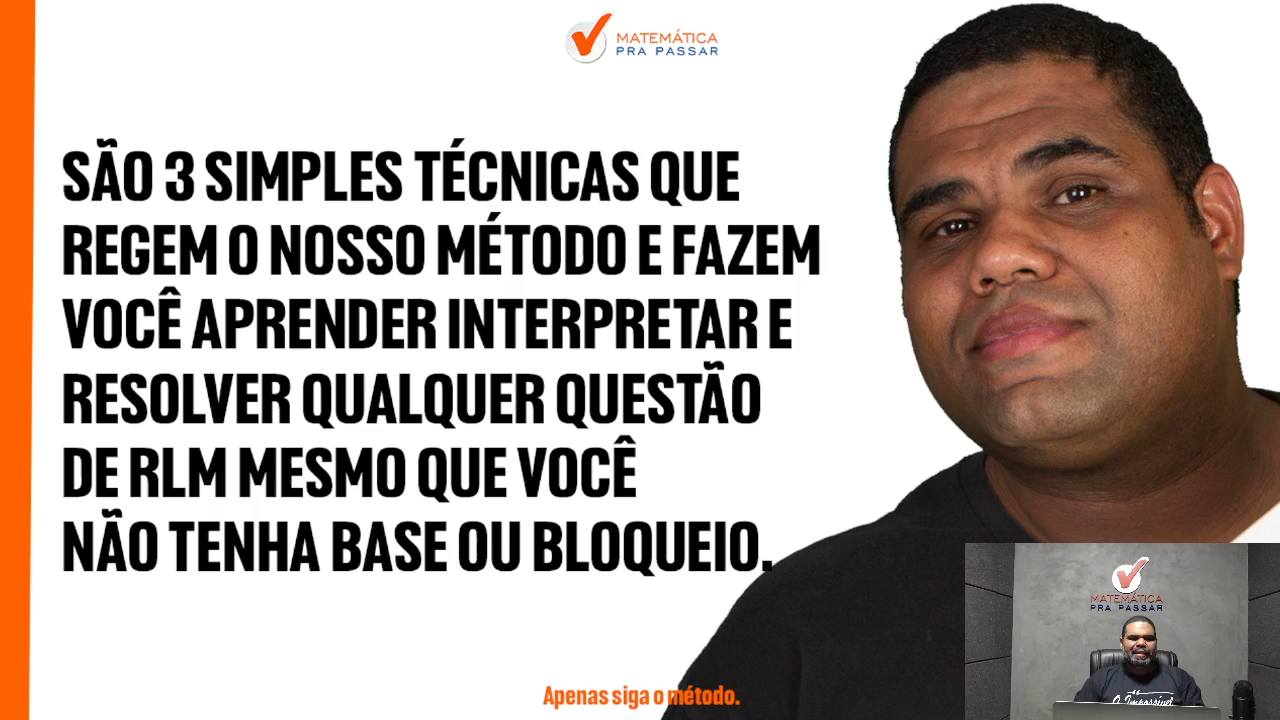 MATEMÁTICA
PRA PASSAR
SÃO 3 SIMPLES TÉCNICAS QUE
REGEM O NOSSO MÉTODO E FAZEM
VOCÊ APRENDER INTERPRETAR E
RESOLVER QUALQUER QUESTÃO
DE RLM MESMO QUE VOCÊ
NÃO TENHA BASE OU BLOQUEIO.
Apenas siga o método.
MATEMÁTICA
PRA PASSAR
O Impossível